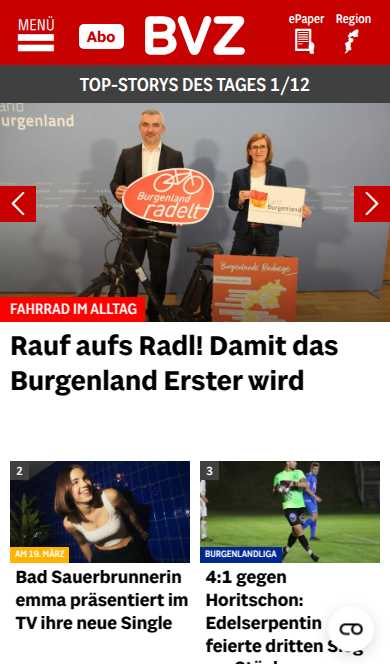 MENÜ
Abo
BVZ
ePaper
Region
TOP-STORYS DES TAGES 1/12
urgenland
Burgenland
radelt
Burgenland
Burgenlands Radwege
FAHRRAD IM ALLTAG
Rauf aufs Radl! Damit das
Burgenland Erster wird
2
AM 19. MÄRZ
Bad Sauerbrunnerin
emma präsentiert im
TV ihre neue Single
3
BURGENLANDLIGA
4:1 gegen
Horitschon:
Edelserpentin
feierte dritten Sieg